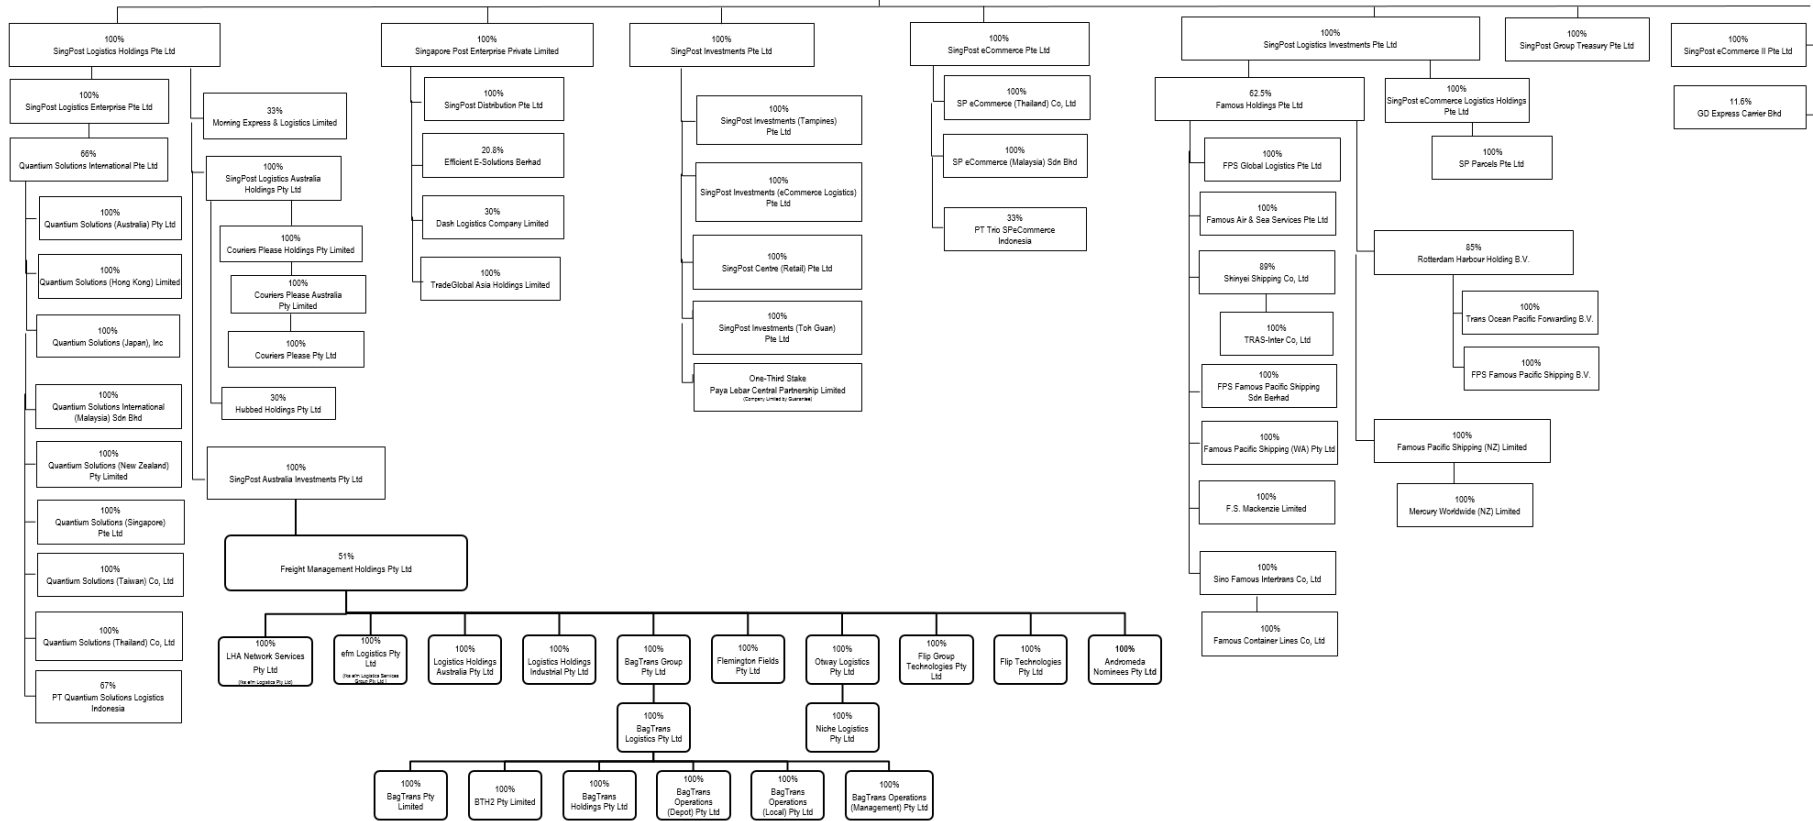 100%
SingPost Logistics Holdings Pte Ltd
100%
Singapore Post Enterprise Private Limited
100%
SingPost Investments Pte Ltd
100%
SingPost eCommerce Pte Ltd
100%
SingPost Logistics Investments Pte Ltd
100%
SingPost Group Treasury Pte Ltd
100%
SingPost eCommerce II Pte Ltd
11.6%
GD Express Carrier Bhd
100%
SingPost Logistics Enterprise Pte Ltd
66%
Quantium Solutions International Pte Ltd
100%
Quantium Solutions (Australia) Pty Ltd
100%
Quantium Solutions (Hong Kong) Limited
100%
Quantium Solutions (Japan), Inc
100%
Quantium Solutions International
(Malaysia) Sdn Bhd
100%
Quantium Solutions (New Zealand)
Pty Limited
100%
Quantium Solutions (Singapore)
Pte Ltd
100%
Quantium Solutions (Taiwan) Co, Ltd
100%
Quantium Solutions (Thailand) Co, Ltd
67%
PT Quantium Solutions Logistics
Indonesia
33%
Morning Express & Logistics Limited
100%
SingPost Logistics Australia
Holdings Pty Ltd
100%
Couriers Please Holdings Pty Limited
100%
Couriers Please Australia
Pty Limited
100%
Couriers Please Pty Ltd
30%
Hubbed Holdings Pty Ltd
100%
SingPost Australia Investments Pty Ltd
51%
Freight Management Holdings Pty Ltd
100%
LHA Network Services
Pty Ltd
(fka efm Logistics Pty Ltd)
100%
efm Logistics Pty
Ltd
(fka efm Logistics Services
Group Pty Ltd )
100%
Logistics Holdings
Australia Pty Ltd
100%
Logistics Holdings
Industrial Pty Ltd
100%
BagTrans Group
Pty Ltd
100%
Flemington Fields
Pty Ltd
100%
Otway Logistics
Pty Ltd
100%
Flip Group
Technologies Pty
Ltd
100%
Flip Technologies
Pty Ltd
100%
Andromeda
Nominees Pty Ltd
100%
BagTrans
Logistics Pty Ltd
100%
Niche Logistics
Pty Ltd
100%
BagTrans Pty
Limited
100%
BTH2 Pty Limited
100%
BagTrans
Holdings Pty Ltd
100%
BagTrans
Operations
(Depot) Pty Ltd
100%
BagTrans
Operations
(Local) Pty Ltd
100%
BagTrans Operations
(Management) Pty Ltd
100%
SingPost Distribution Pte Ltd
20.8%
Efficient E-Solutions Berhad
30%
Dash Logistics Company Limited
100%
TradeGlobal Asia Holdings Limited
100%
SingPost Investments (Tampines)
Pte Ltd
100%
SingPost Investments (eCommerce Logistics)
Pte Ltd
100%
SingPost Centre (Retail) Pte Ltd
100%
SingPost Investments (Toh Guan)
Pte Ltd
One-Third Stake
Paya Lebar Central Partnership Limited
(Company Limited by Guarantee)
100%
SP eCommerce (Thailand) Co, Ltd
100%
SP eCommerce (Malaysia) Sdn Bhd
33%
PT Trio SPeCommerce
Indonesia
62.5%
Famous Holdings Pte Ltd
100%
SingPost eCommerce Logistics Holdings
Pte Ltd
100%
SP Parcels Pte Ltd
100%
FPS Global Logistics Pte Ltd
100%
Famous Air & Sea Services Pte Ltd
89%
Shinyei Shipping Co, Ltd
100%
TRAS-Inter Co, Ltd
100%
FPS Famous Pacific Shipping
Sdn Berhad
100%
Famous Pacific Shipping (WA) Pty Ltd
100%
F.S. Mackenzie Limited
100%
Sino Famous Intertrans Co, Ltd
100%
Famous Container Lines Co, Ltd
85%
Rotterdam Harbour Holding B.V.
100%
Trans Ocean Pacific Forwarding B.V.
100%
FPS Famous Pacific Shipping B.V.
100%
Famous Pacific Shipping (NZ) Limited
100%
Mercury Worldwide (NZ) Limited